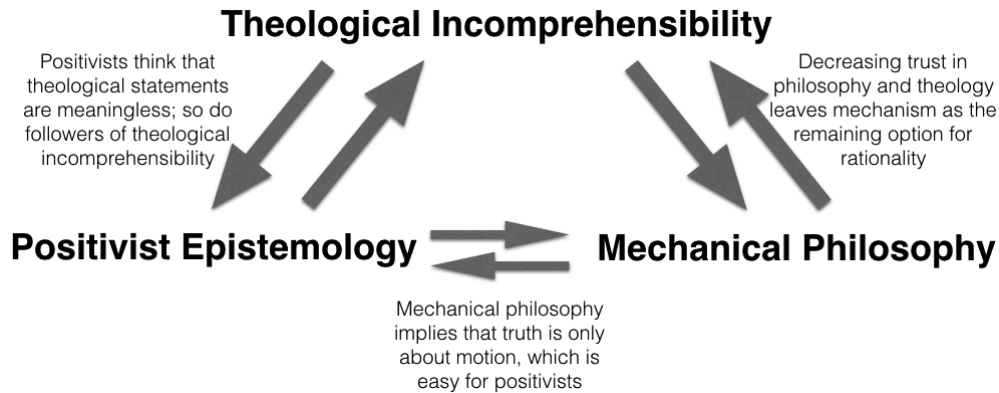 Theological Incomprehensibility
Positivists think that
theological statements
are meaningless; so do
followers of theological
incomprehensibility
Decreasing trust in
philosophy and theology
leaves mechanism as the
remaining option for
rationality
Positivist Epistemology
Mechanical Philosophy
Mechanical philosophy
implies that truth is only
about motion, which is
easy for positivists